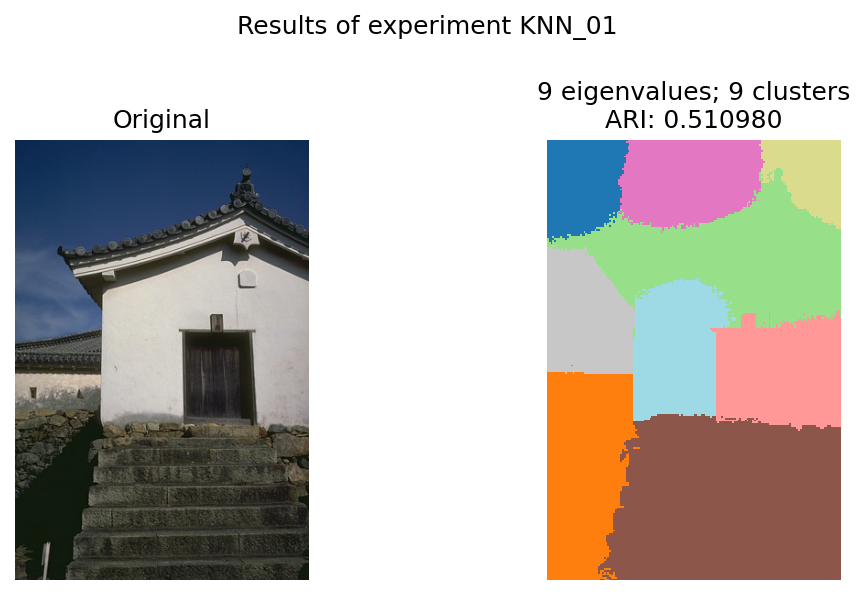 Results of experiment KNN_01
Original
9 eigenvalues; 9 clusters
ARI: 0.510980